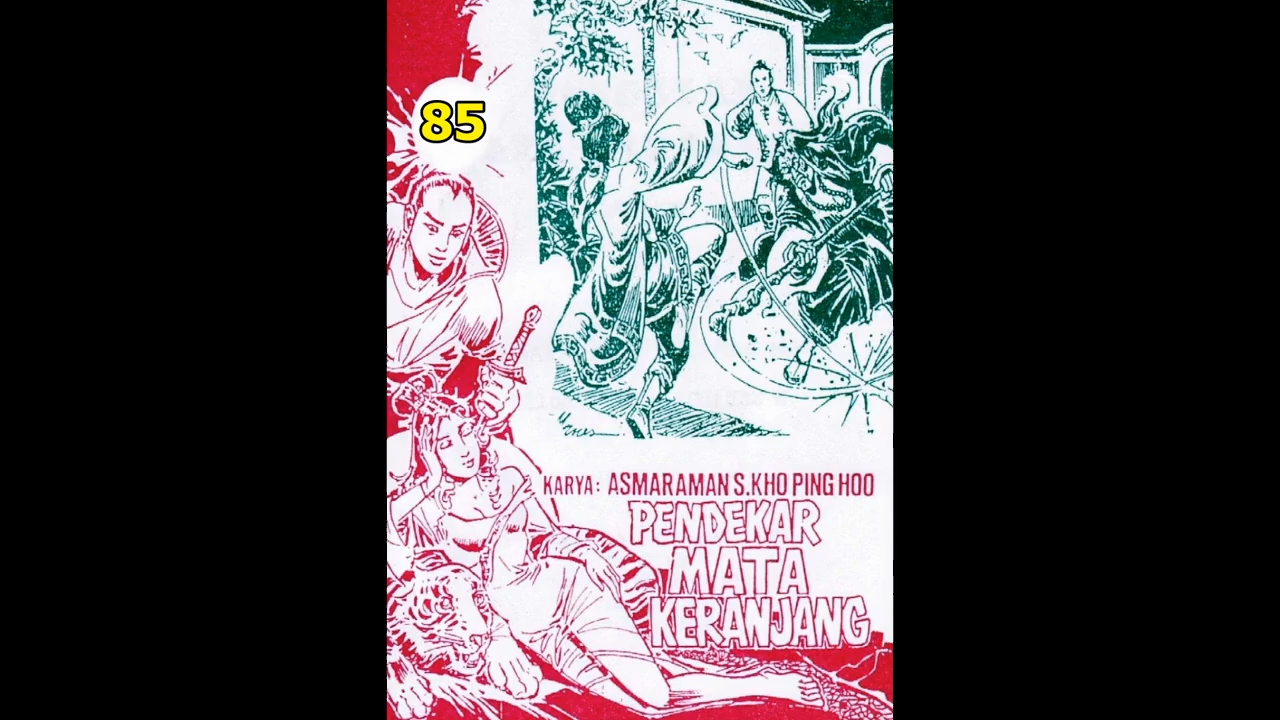 85
KARYA: ASMARAMAN S.KHO PING HOO
PENDEKAR
MATA
KERANJANG